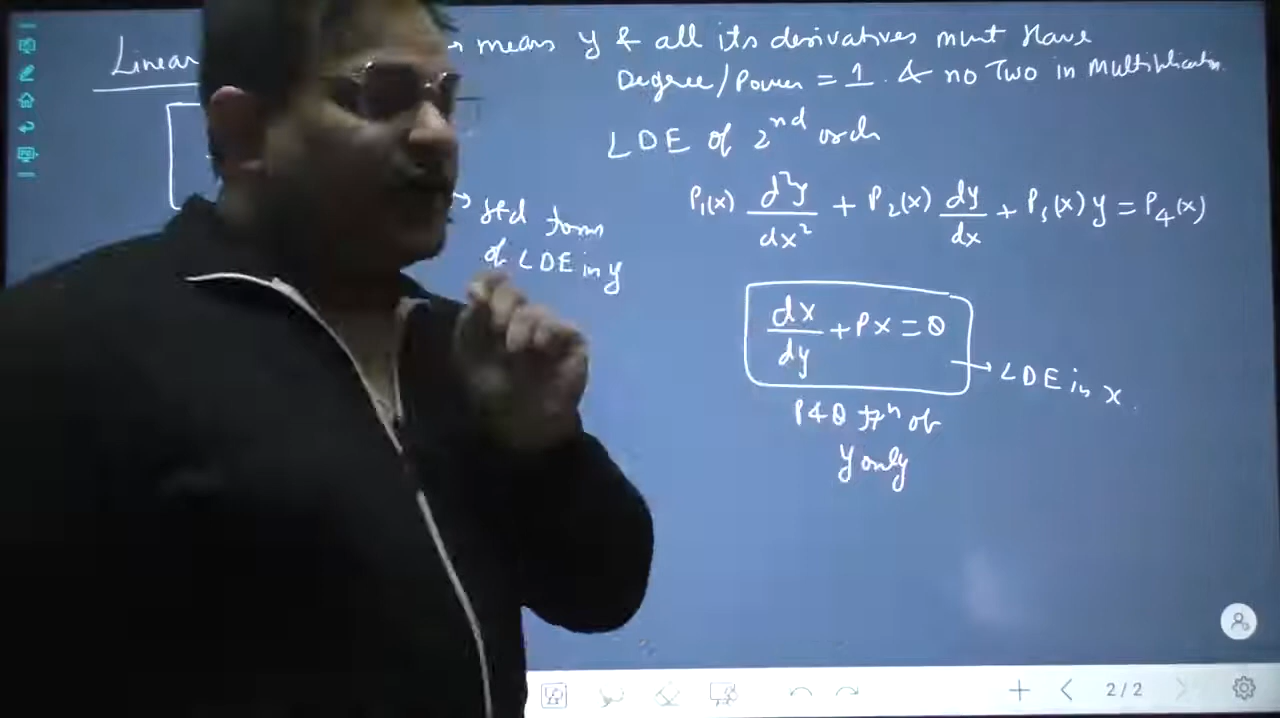 Linear
→ means y & all its derivatives must Have
Degree/Power = 1 & no Two in Multiplication.
LDE of 2nd order
P₁(x) d²y/dx² + P₂(x) dy/dx + P₃(x) y = P₄(x)
→ std form
of LDE in y
dx/dy + Px = Q
→ LDE in x.
P & Q fxⁿ of
y only
2/2